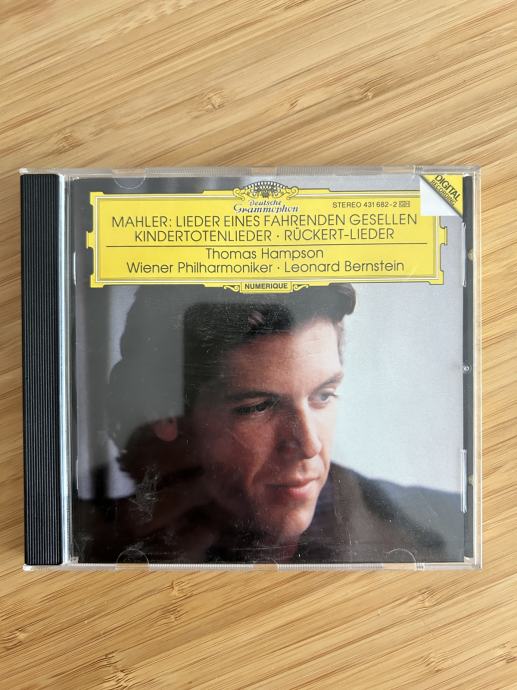 Deutsche
Grammophon
STEREO 431 682-2
DIGITAL
RECORDING
MAHLER: LIEDER EINES FAHRENDEN GESELLEN
KINDERTOTENLIEDER · RÜCKERT-LIEDER
Thomas Hampson
Wiener Philharmoniker · Leonard Bernstein
NUMERIQUE